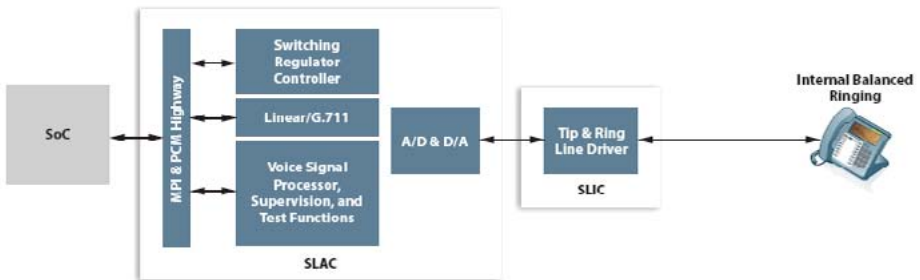 SoC
MPI & PCM Highway
Switching
Regulator
Controller
Linear/G.711
Voice Signal
Processor,
Supervision, and
Test Functions
A/D & D/A
SLAC
Tip & Ring
Line Driver
SLIC
Internal Balanced
Ringing